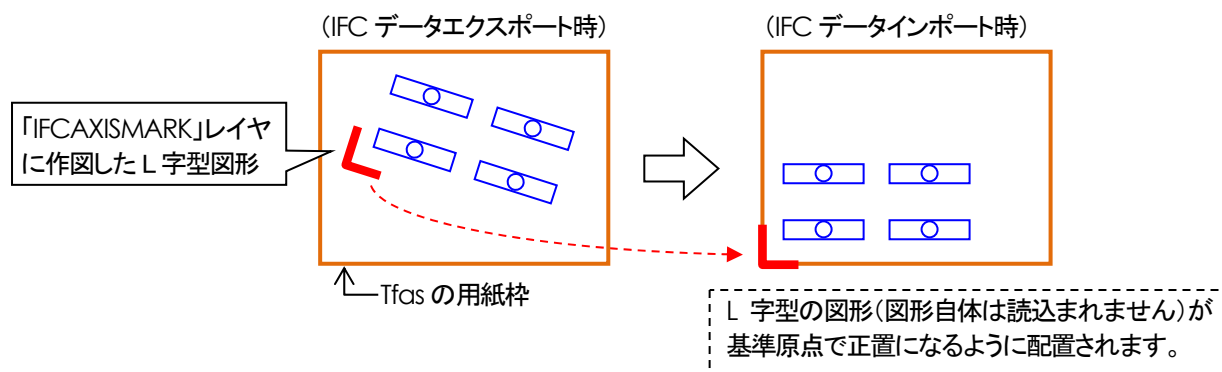 （IFC データエクスポート時）
（IFC データインポート時）
「IFCAXISMARK」レイヤ
に作図した L 字型図形
Tfas の用紙枠
L 字型の図形（図形自体は読込まれません）が
基準原点で正置になるように配置されます。